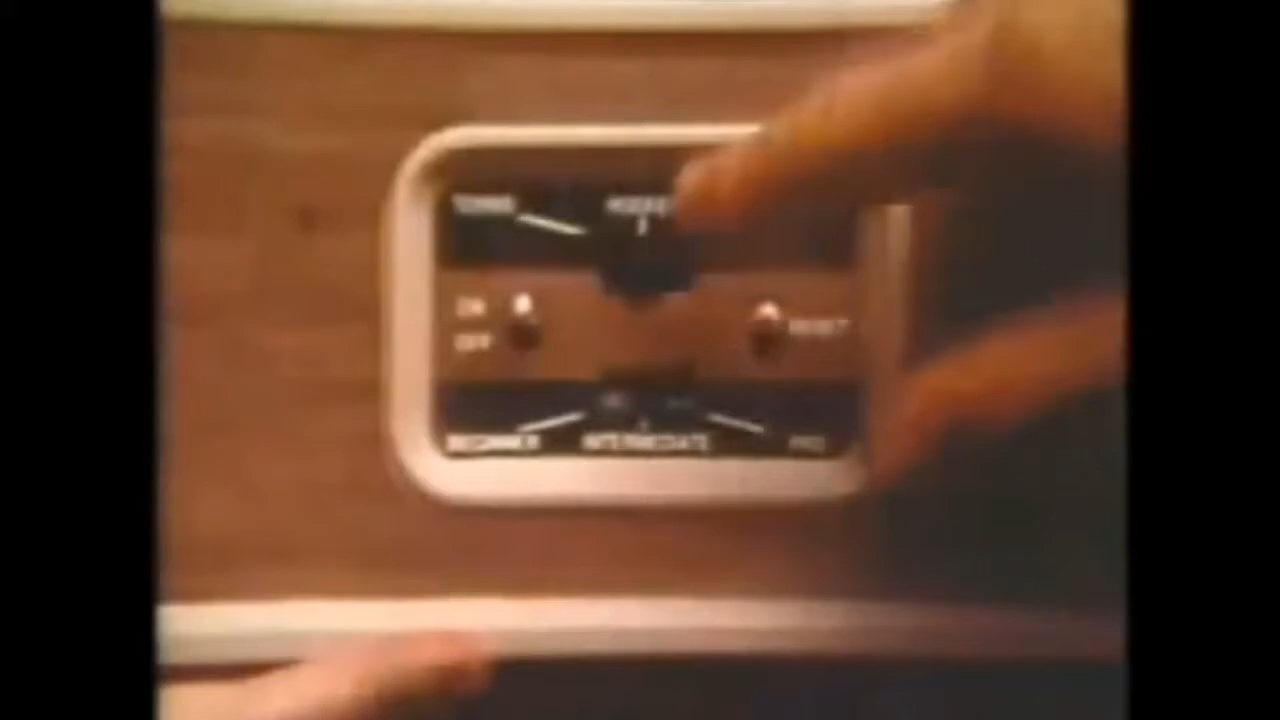 TENNIS HOCKEY
ON
RESET
OFF
BEGINNER INTERMEDIATE PRO